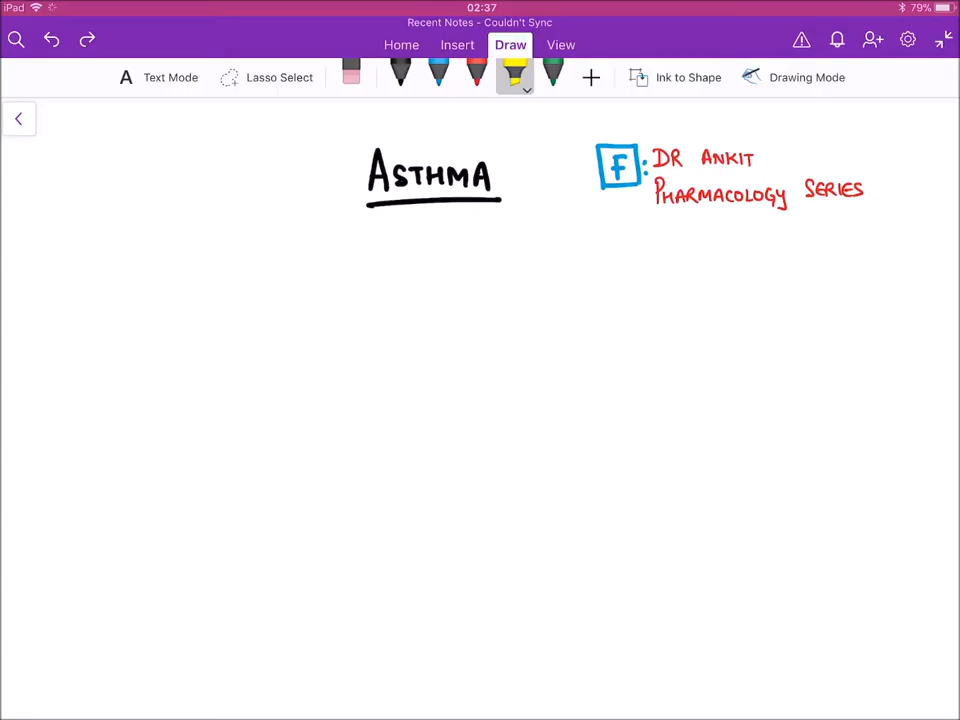 iPad 02:37 79%
Recent Notes - Couldn't Sync
Home Insert Draw View
A Text Mode Lasso Select Ink to Shape Drawing Mode
ASTHMA
F : DR ANKIT
PHARMACOLOGY SERIES